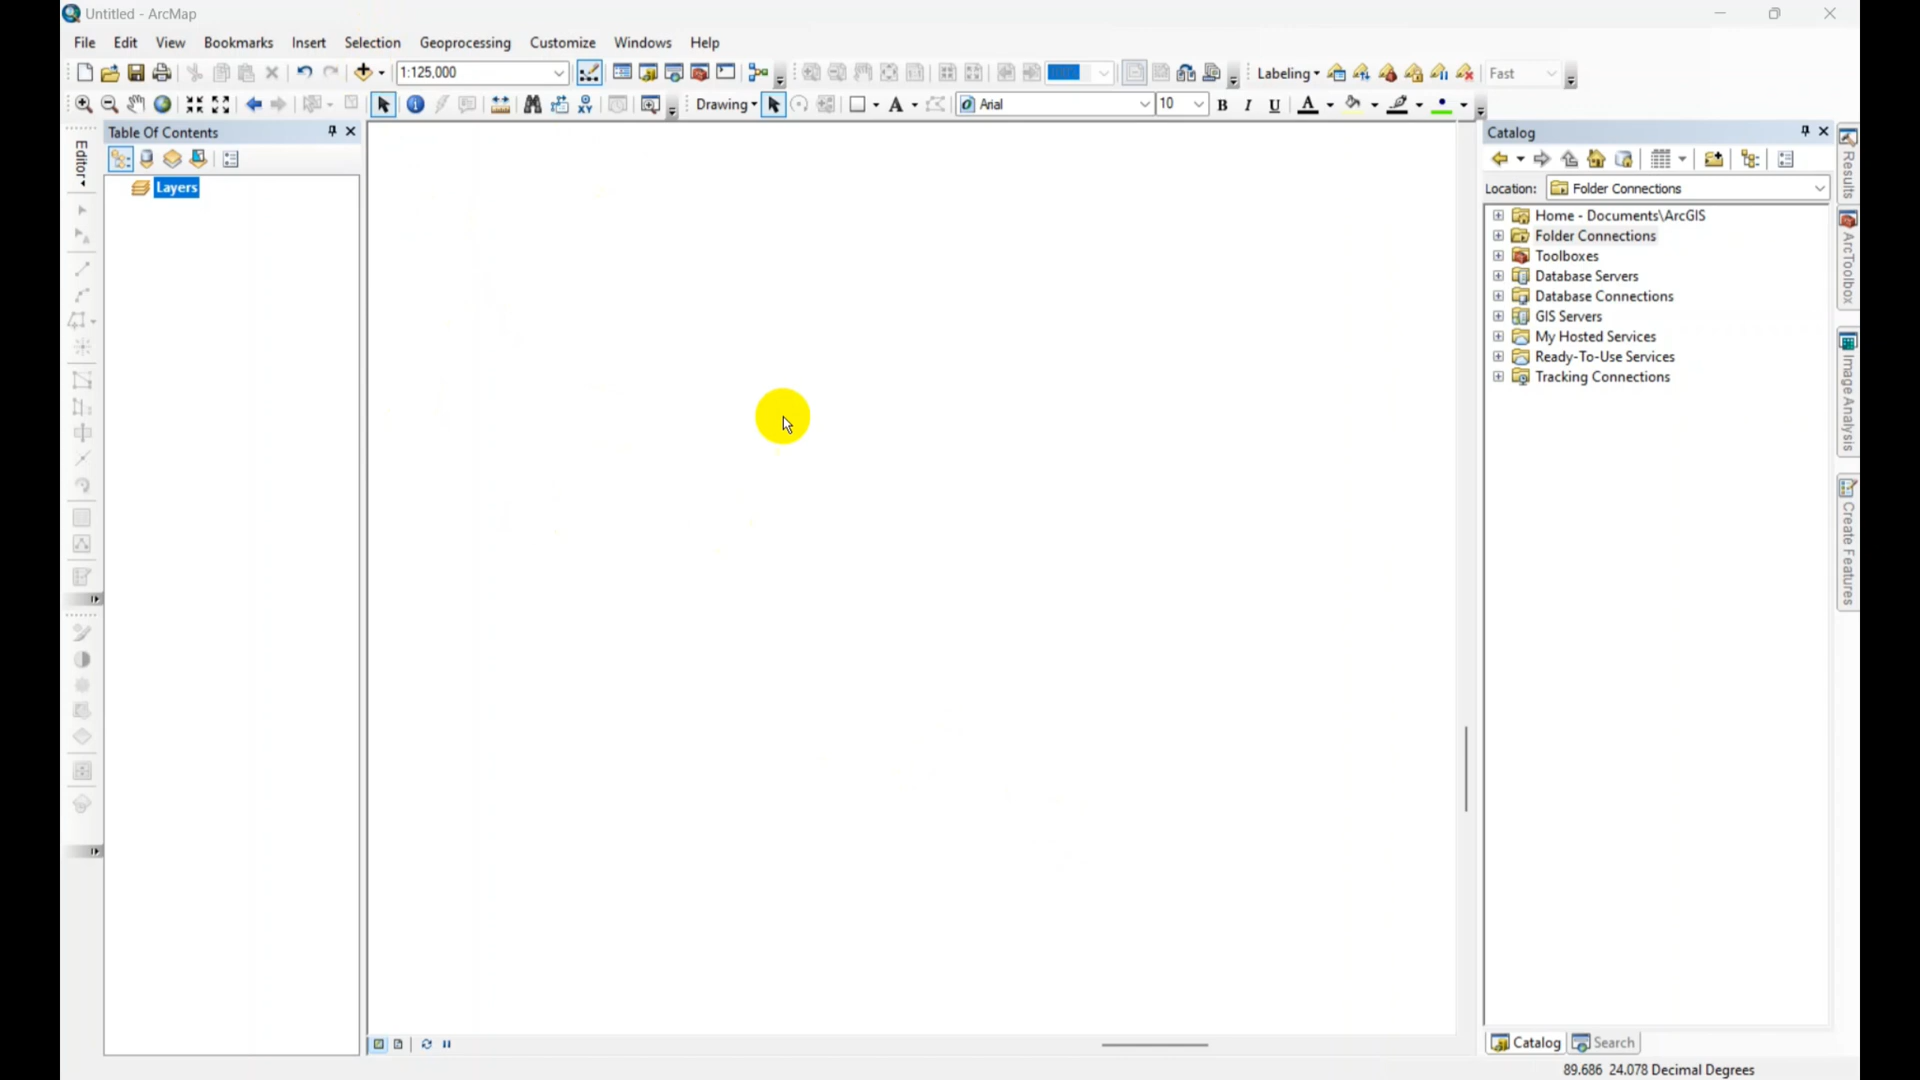 Untitled - ArcMap
File Edit View Bookmarks Insert Selection Geoprocessing Customize Windows Help
1:125,000
Labeling
Fast
Drawing
Arial
10
B I U A
Table Of Contents
Editor
Layers
Catalog
Location:
Folder Connections
Home - Documents\ArcGIS
Folder Connections
Toolboxes
Database Servers
Database Connections
GIS Servers
My Hosted Services
Ready-To-Use Services
Tracking Connections
Results
ArcToolbox
Image Analysis
Create Features
Catalog
Search
89.686 24.078 Decimal Degrees